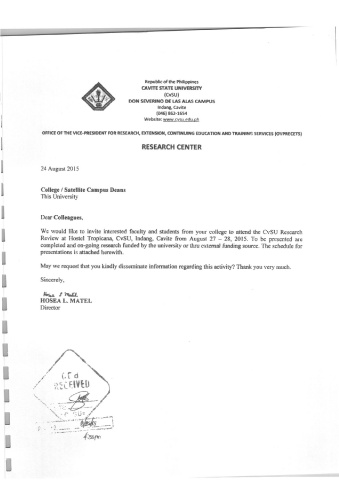 Republic of the Philippines
CAVITE STATE UNIVERSITY
(CvSU)
DON SEVERINO DE LAS ALAS CAMPUS
Indang, Cavite
(046) 862-1654
Website: www.cvsu.edu.ph
OFFICE OF THE VICE-PRESIDENT FOR RESEARCH, EXTENSION, CONTINUING EDUCATION AND TRAINING SERVICES (OVPRECETS)
RESEARCH CENTER
24 August 2015
College / Satellite Campus Deans
This University
Dear Colleagues,
We would like to invite interested faculty and students from your college to attend the CvSU Research
Review at Hostel Tropicana, CvSU, Indang, Cavite from August 27 – 28, 2015. To be presented are
completed and on-going research funded by the university or thru external funding source. The schedule for
presentations is attached herewith.
May we request that you kindly disseminate information regarding this activity? Thank you very much.
Sincerely,
HOSEA L. MATEL
Director
RECEIVED